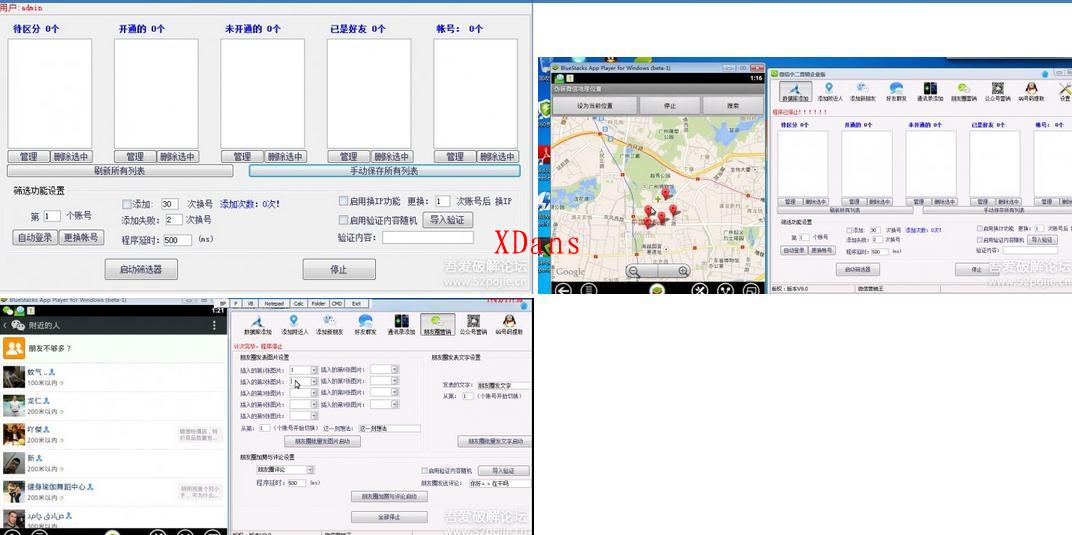 用户:admin
待区分 0个 开通的 0个 未开通的 0个 已是好友 0个 帐号: 0个
管理 删除选中 管理 删除选中 管理 删除选中 管理 删除选中 管理 删除选中
刷新所有列表 手动保存所有列表
筛选功能设置
第 1 个账号
自动登录 更换帐号
添加: 30 次换号 添加次数: 0次!
添加失败: 2 次换号
程序延时: 500 (ms)
启用换IP功能 更换: 1 次账号后 换IP
启用验证内容随机 导入验证
验证内容:
启动筛选器 停止
XDans
吾爱破解论坛
www.52pojie.cn
BlueStacks App Player for Windows (beta-1)
1:16
伪装微信地理位置
设为当前位置 停止 搜索
Google
微信小二营销企业版
数据库添加 添加附近人 添加新朋友 好友群发 通讯录添加 朋友圈营销 公众号营销 QQ号码提取 设置
程序已停止!!!!!!
待区分 0个 开通的 0个 未开通的 0个 已是好友 0个 帐号: 0个
管理 删除选中 管理 删除选中 管理 删除选中 管理 删除选中 管理
刷新所有列表 手动保存所有列表
筛选功能设置
第 1 个账号
自动登录 更换帐号
添加: 30 次换号 添加次数: 0次!
添加失败: 2 次换号
程序延时: 500 (ms)
启用换IP功能 更换: 1 次账号后
启用验证内容随机 导入验证
验证内容:
启动筛选器 停止
版权: 版本V9.0 微信营销王
吾爱破解论坛
www.52pojie.cn
BlueStacks App Player for Windows (beta-1)
1:21
附近的人
朋友不够多?
蚊气..
100米以内
龙仁
200米以内
吖傑
200米以内
新
200米以内
健身瑜伽舞蹈中心
200米以内
300米以内
BP P VB Notepad Calc Folder CMD Exit
数据库添加 添加附近人 添加新朋友 好友群发 通讯录添加 朋友圈营销 公众号营销 QQ号码提取
计次完毕,程序停止
朋友圈发表图片设置
插入的第1张图片: 1 插入的第6张图片:
插入的第2张图片: 插入的第7张图片:
插入的第3张图片: 插入的第8张图片:
插入的第4张图片: 插入的第9张图片:
插入的第5张图片:
从第: 1 (个账号开始切换) 这一刻想法: 这一刻想法
朋友圈批量发图片启动
朋友圈发表文字设置
发表的文字: 朋友圈发文字
从第: 1 (个账号开始切换)
朋友圈批量发文字启动
朋友圈加赞与评论设置
朋友圈评论
程序延时: 500 (ms)
启用验证内容随机 导入验证
朋友圈发送评论:
朋友圈加赞与评论启动
全部停止
吾爱破解论坛
www.52pojie.cn